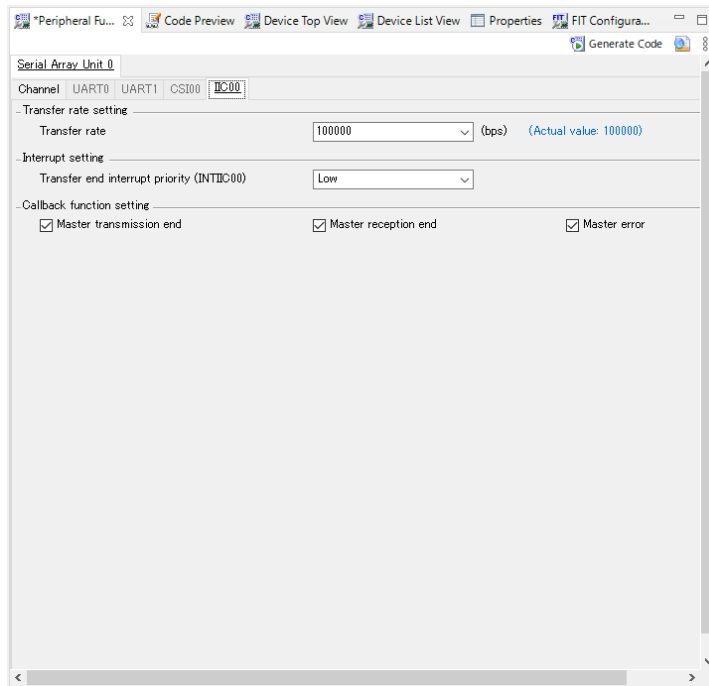 *Peripheral Fu... Code Preview Device Top View Device List View Properties FIT Configura...
Generate Code
Serial Array Unit 0
Channel UART0 UART1 CSI00 IIC00
Transfer rate setting
Transfer rate 100000 (bps) (Actual value: 100000)
Interrupt setting
Transfer end interrupt priority (INTIIC00) Low
Callback function setting
Master transmission end Master reception end Master error